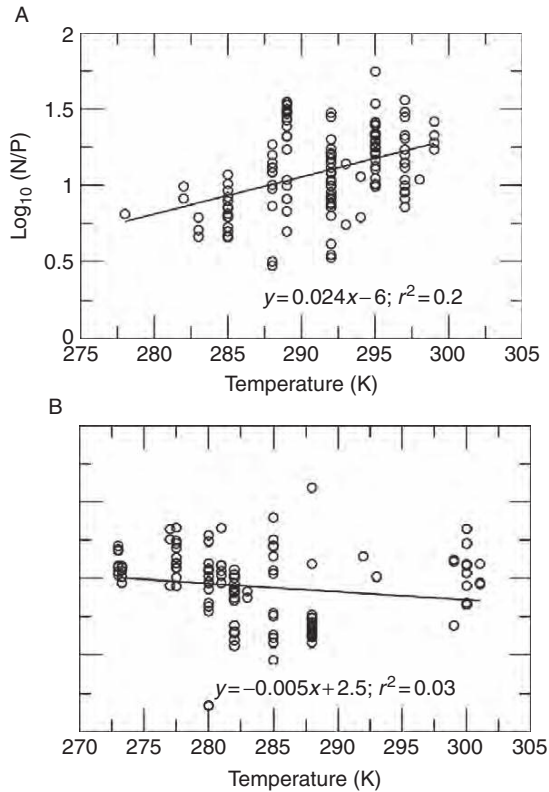 A
2
1.5
1.0
0.5
0
Log₁₀ (N/P)
y=0.024x−6; r²=0.2
275 280 285 290 295 300 305
Temperature (K)
B
y=−0.005x+2.5; r²=0.03
270 275 280 285 290 295 300 305
Temperature (K)